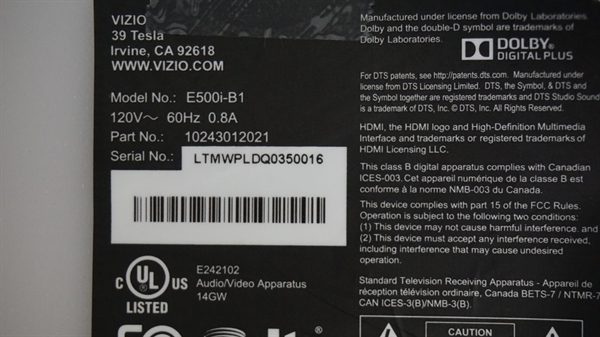 VIZIO
39 Tesla
Irvine, CA 92618
WWW.VIZIO.COM
Model No.: E500i-B1
120V～ 60Hz 0.8A
Part No.: 10243012021
Serial No.: LTMWPLDQ0350016
C UL US
®
LISTED
E242102
Audio/Video Apparatus
14GW
®
Manufactured under license from Dolby Laboratories.
Dolby and the double-D symbol are trademarks of
Dolby Laboratories.
DOLBY®
DIGITAL PLUS
For DTS patents, see http://patents.dts.com. Manufactured
under license from DTS Licensing Limited. DTS, the Symbol, & DTS and
the Symbol together are registered trademarks and DTS Studio Sound
is a trademark of DTS, Inc. © DTS, Inc. All Rights Reserved.
HDMI, the HDMI logo and High-Definition Multimedia
Interface and trademarks or registered trademarks of
HDMI Licensing LLC.
This class B digital apparatus complies with Canadian
ICES-003. Cet appareil numérique de la classe B est
conforme à la norme NMB-003 du Canada.
This device complies with part 15 of the FCC Rules.
Operation is subject to the following two conditions:
(1) This device may not cause harmful interference, and
(2) This device must accept any interference received,
including interference that may cause undesired
operation.
Standard Television Receiving Apparatus - Appareil de
réception télévision ordinaire, Canada BETS-7 / NTMR-7
CAN ICES-3(B)/NMB-3(B)
CAUTION